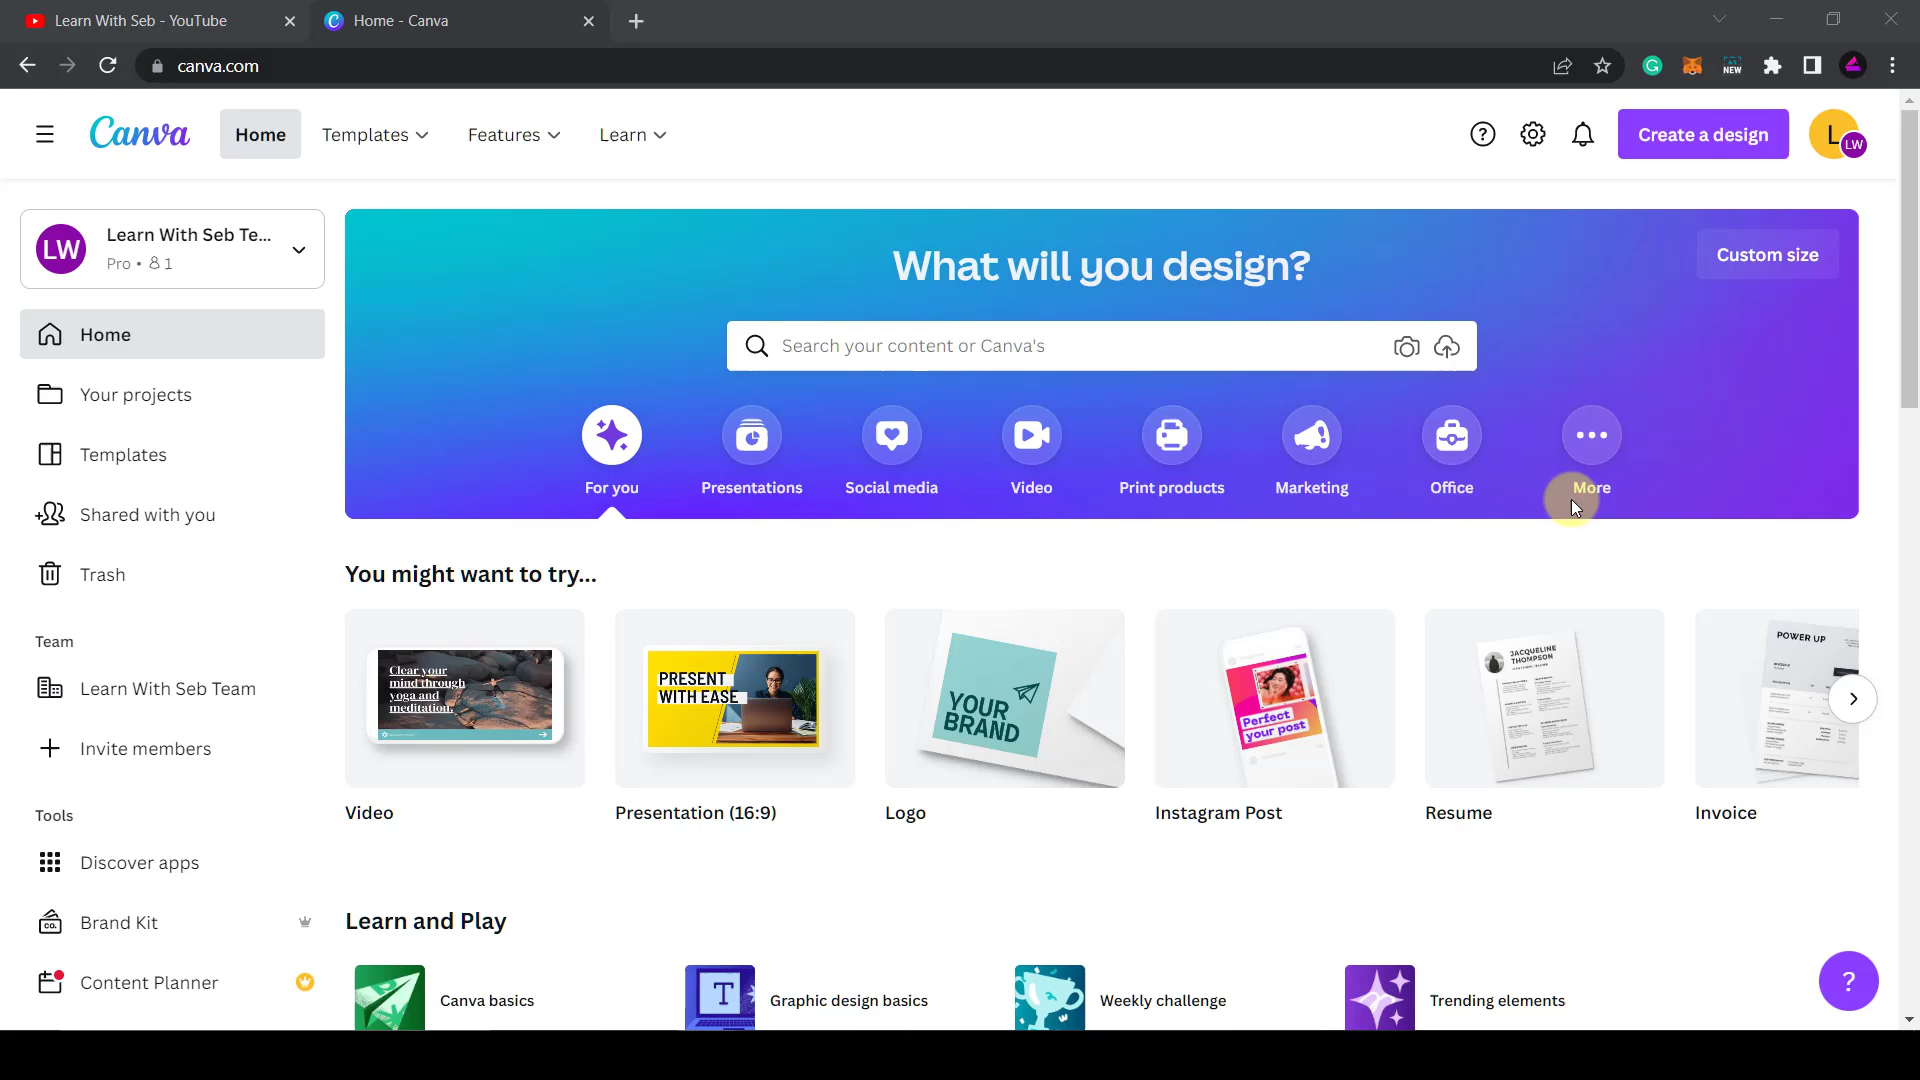 Learn With Seb - YouTube
Home - Canva
canva.com
NEW
Canva
Home
Templates
Features
Learn
Create a design
L
LW
LW
Learn With Seb Te...
Pro • 1
Home
Your projects
Templates
Shared with you
Trash
Team
Learn With Seb Team
Invite members
Tools
Discover apps
CO.
Brand Kit
Content Planner
What will you design?
Custom size
Search your content or Canva's
For you
Presentations
Social media
Video
Print products
Marketing
Office
More
You might want to try...
Clear your
mind through
yoga and
meditation.
PRESENT
WITH EASE
YOUR
BRAND
Perfect
your post
JACQUELINE
THOMPSON
POWER UP
Video
Presentation (16:9)
Logo
Instagram Post
Resume
Invoice
Learn and Play
Canva basics
T
Graphic design basics
Weekly challenge
Trending elements
?